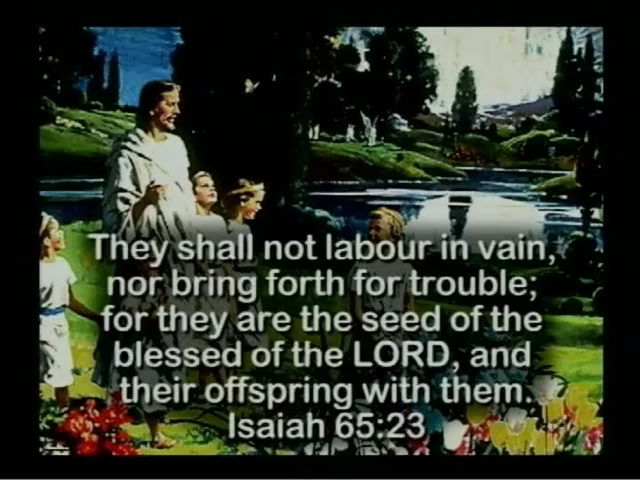 They shall not labour in vain,
nor bring forth for trouble;
for they are the seed of the
blessed of the LORD, and
their offspring with them.
Isaiah 65:23